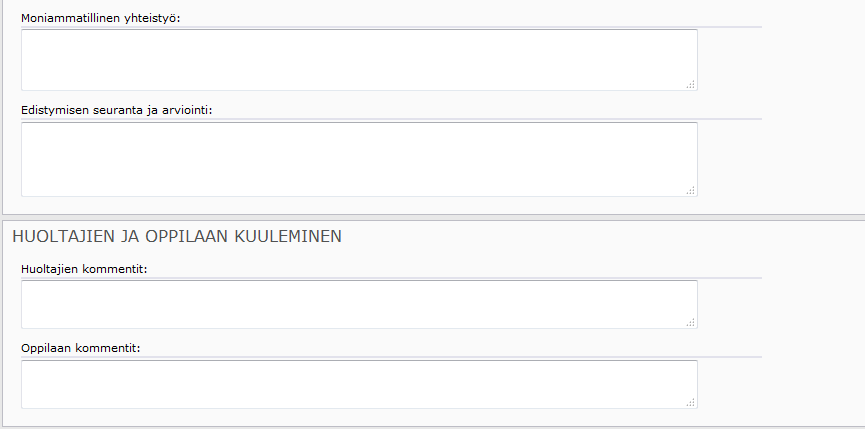 Moniammatillinen yhteistyö:
Edistymisen seuranta ja arviointi:
HUOLTAJIEN JA OPPILAAN KUULEMINEN
Huoltajien kommentit:
Oppilaan kommentit: